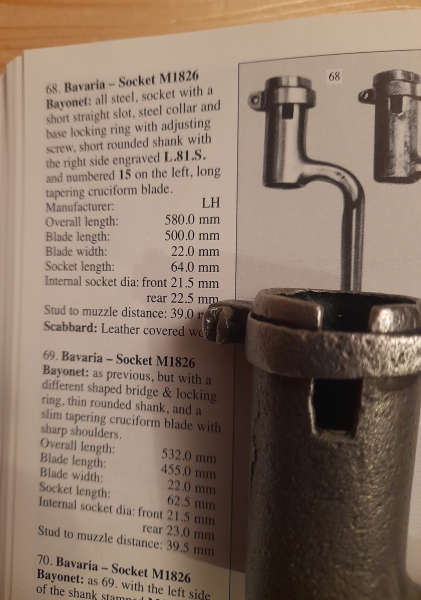 68. Bavaria – Socket M1826
68
Bayonet: all steel, socket with a
short straight slot, steel collar and
base locking ring with adjusting
screw, short rounded shank with
the right side engraved L.81.S.
and numbered 15 on the left, long
tapering cruciform blade.
Manufacturer: LH
Overall length: 580.0 mm
Blade length: 500.0 mm
Blade width: 22.0 mm
Socket length: 64.0 mm
Internal socket dia: front 21.5 mm
rear 22.5 mm
Stud to muzzle distance: 39.0
Scabbard: Leather covered
69. Bavaria – Socket M1826
Bayonet: as previous, but with a
different shaped bridge & locking
ring, thin rounded shank, and a
slim tapering cruciform blade with
sharp shoulders.
Overall length: 532.0 mm
Blade length: 455.0 mm
Blade width: 22.0 mm
Socket length: 62.5 mm
Internal socket dia: front 21.5 mm
rear 23.0 mm
Stud to muzzle distance: 39.5 mm
70. Bavaria – Socket M1826
Bayonet: as 69. with the left side
of the shank stamped